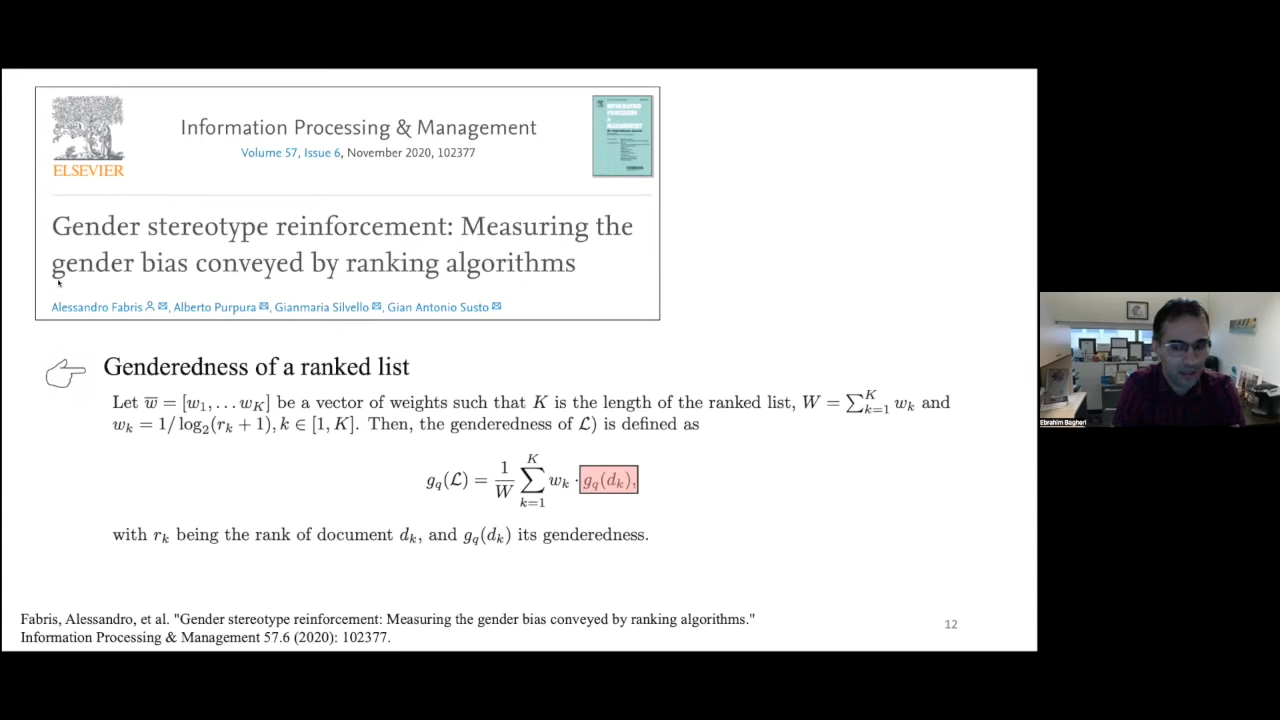 ELSEVIER
Information Processing & Management
Volume 57, Issue 6, November 2020, 102377
Gender stereotype reinforcement: Measuring the
gender bias conveyed by ranking algorithms
Alessandro Fabris, Alberto Purpura, Gianmaria Silvello, Gian Antonio Susto
Genderedness of a ranked list
Let w̅ = [w₁, … w_K] be a vector of weights such that K is the length of the ranked list, W = ∑_{k=1}^{K} w_k and
w_k = 1/ log₂(r_k + 1), k ∈ [1, K]. Then, the genderedness of ℒ) is defined as
g_q(ℒ) = \frac{1}{W} ∑_{k=1}^{K} w_k · g_q(d_k),
with r_k being the rank of document d_k, and g_q(d_k) its genderedness.
Fabris, Alessandro, et al. "Gender stereotype reinforcement: Measuring the gender bias conveyed by ranking algorithms."
Information Processing & Management 57.6 (2020): 102377.
12
Ebrahim Bagheri